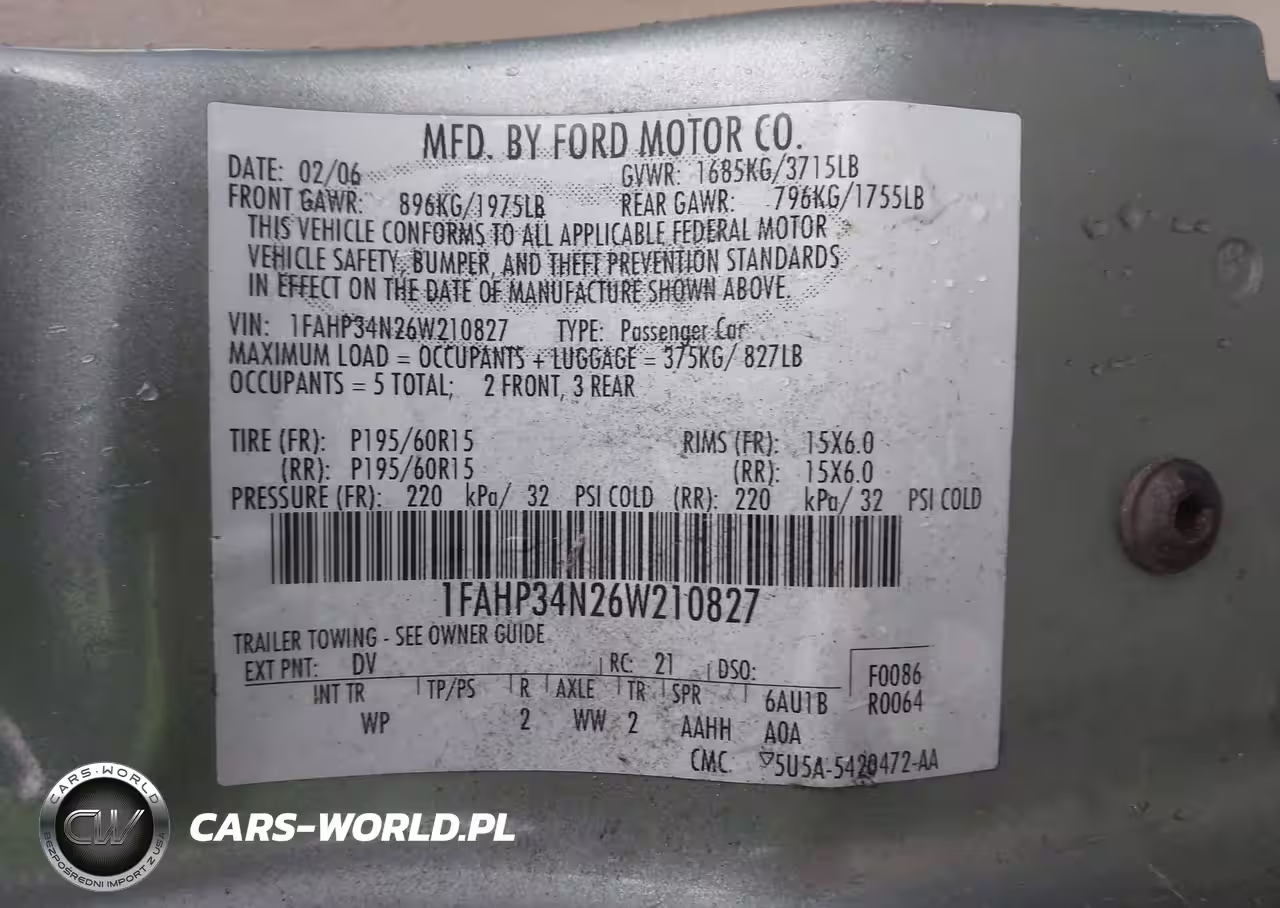 MFD. BY FORD MOTOR CO.
DATE: 02/06 GVWR: 1685KG/3715LB
FRONT GAWR: 896KG/1975LB REAR GAWR: 796KG/1755LB
THIS VEHICLE CONFORMS TO ALL APPLICABLE FEDERAL MOTOR
VEHICLE SAFETY, BUMPER, AND THEFT PREVENTION STANDARDS
IN EFFECT ON THE DATE OF MANUFACTURE SHOWN ABOVE.
VIN: 1FAHP34N26W210827 TYPE: Passenger Car
MAXIMUM LOAD = OCCUPANTS + LUGGAGE = 375KG/ 827LB
OCCUPANTS = 5 TOTAL; 2 FRONT, 3 REAR
TIRE (FR): P195/60R15 RIMS (FR): 15X6.0
(RR): P195/60R15 (RR): 15X6.0
PRESSURE (FR): 220 kPa/ 32 PSI COLD (RR): 220 kPa/ 32 PSI COLD
1FAHP34N26W210827
TRAILER TOWING - SEE OWNER GUIDE
EXT PNT: DV RC: 21 DSO: F0086
INT TR TP/PS R AXLE TR SPR 6AU1B R0064
WP 2 WW 2 AAHH A0A
CMC: 5U5A-5420472-AA
CARS-WORLD
CW
BEZPOŚREDNI IMPORT Z USA
CARS-WORLD.PL